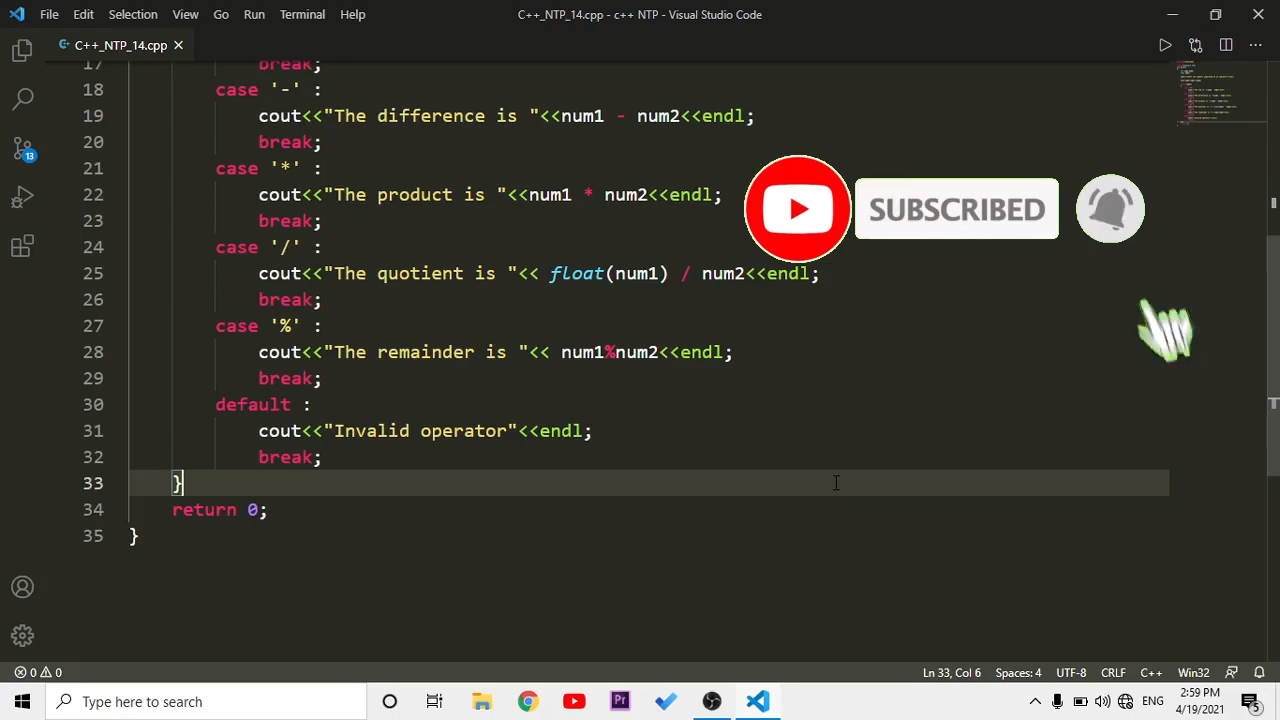 File Edit Selection View Go Run Terminal Help C++_NTP_14.cpp - c++ NTP - Visual Studio Code
C++_NTP_14.cpp
17 break;
18 case '-' :
19 cout<<"The difference is "<<num1 - num2<<endl;
20 break;
21 case '*' :
22 cout<<"The product is "<<num1 * num2<<endl;
23 break;
24 case '/' :
25 cout<<"The quotient is "<< float(num1) / num2<<endl;
26 break;
27 case '%' :
28 cout<<"The remainder is "<< num1%num2<<endl;
29 break;
30 default :
31 cout<<"Invalid operator"<<endl;
32 break;
33 }
34 return 0;
35 }
SUBSCRIBED
13
0 0 Ln 33, Col 6 Spaces: 4 UTF-8 CRLF C++ Win32
Type here to search
Pr
ENG
2:59 PM
4/19/2021
5